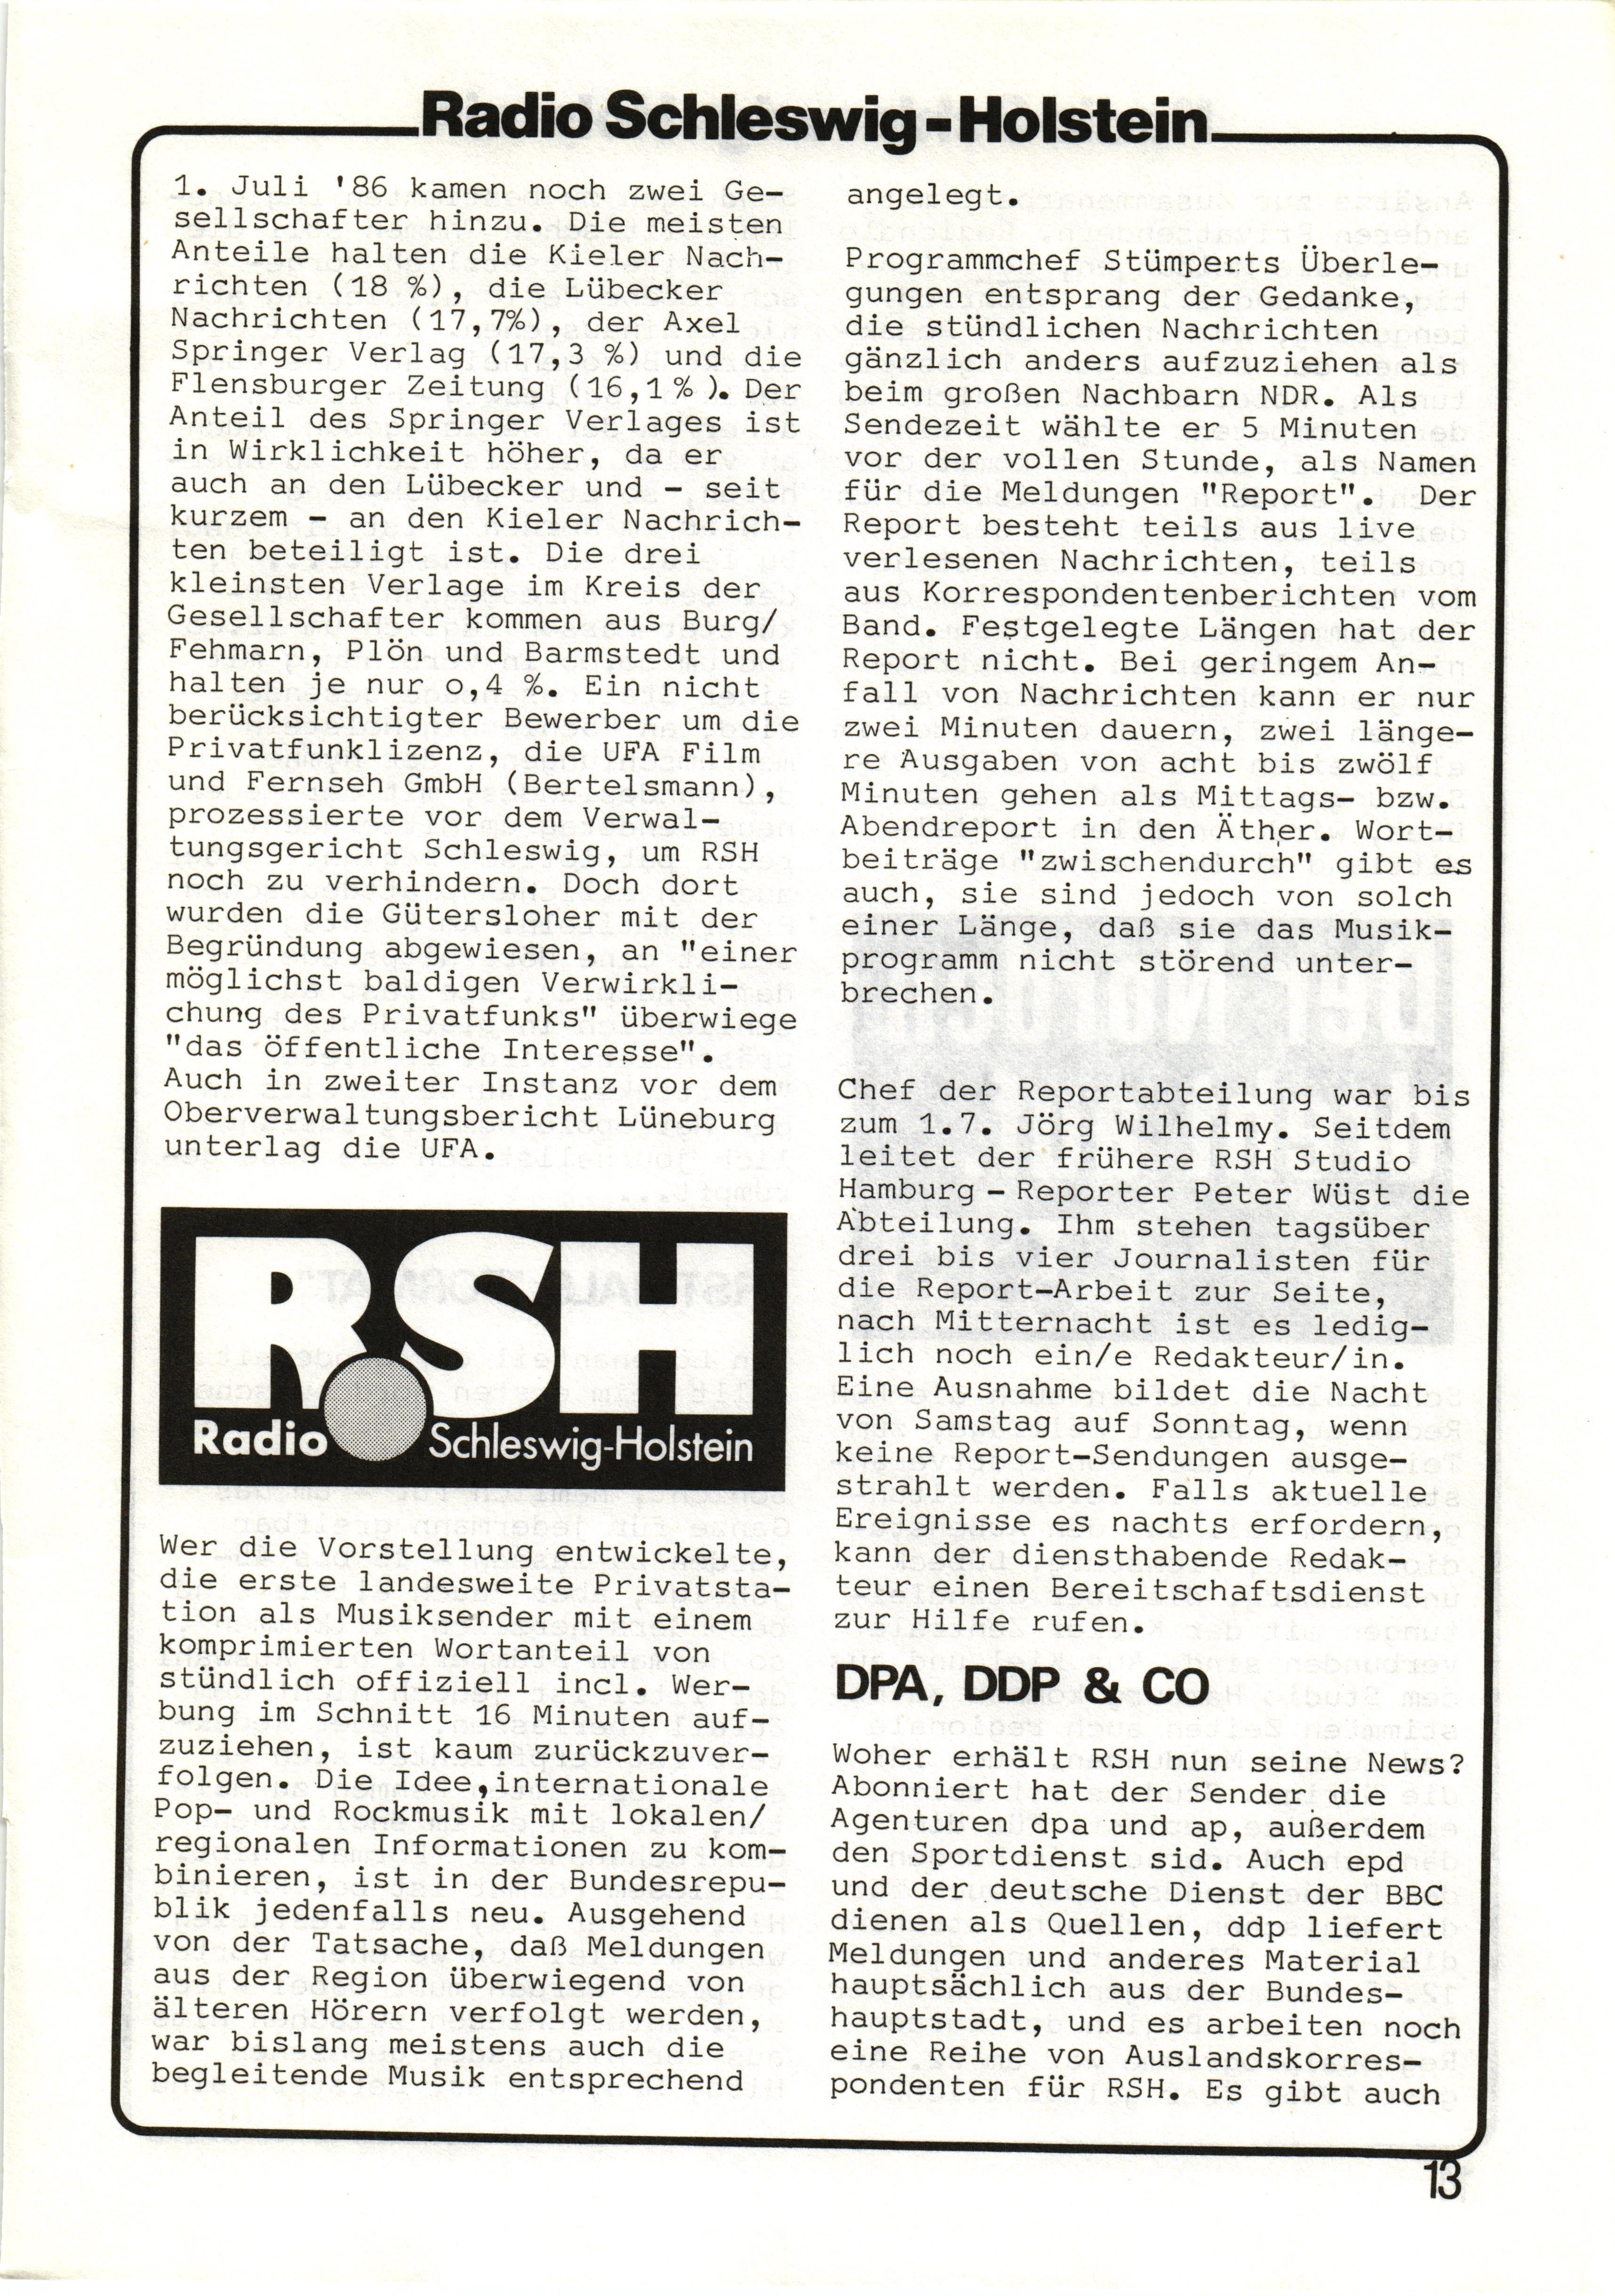 Radio Schleswig-Holstein
1. Juli '86 kamen noch zwei Ge-
sellschafter hinzu. Die meisten
Anteile halten die Kieler Nach-
richten (18 %), die Lübecker
Nachrichten (17,7%), der Axel
Springer Verlag (17,3 %) und die
Flensburger Zeitung (16,1% ). Der
Anteil des Springer Verlages ist
in Wirklichkeit höher, da er
auch an den Lübecker und - seit
kurzem - an den Kieler Nachrich-
ten beteiligt ist. Die drei
kleinsten Verlage im Kreis der
Gesellschafter kommen aus Burg/
Fehmarn, Plön und Barmstedt und
halten je nur o,4 %. Ein nicht
berücksichtigter Bewerber um die
Privatfunklizenz, die UFA Film
und Fernseh GmbH (Bertelsmann),
prozessierte vor dem Verwal-
tungsgericht Schleswig, um RSH
noch zu verhindern. Doch dort
wurden die Gütersloher mit der
Begründung abgewiesen, an "einer
möglichst baldigen Verwirkli-
chung des Privatfunks" überwiege
"das öffentliche Interesse".
Auch in zweiter Instanz vor dem
Oberverwaltungsbericht Lüneburg
unterlag die UFA.
RSH
Radio Schleswig-Holstein
Wer die Vorstellung entwickelte,
die erste landesweite Privatsta-
tion als Musiksender mit einem
komprimierten Wortanteil von
stündlich offiziell incl. Wer-
bung im Schnitt 16 Minuten auf-
zuziehen, ist kaum zurückzuver-
folgen. Die Idee,internationale
Pop- und Rockmusik mit lokalen/
regionalen Informationen zu kom-
binieren, ist in der Bundesrepu-
blik jedenfalls neu. Ausgehend
von der Tatsache, daß Meldungen
aus der Region überwiegend von
älteren Hörern verfolgt werden,
war bislang meistens auch die
begleitende Musik entsprechend
angelegt.
Programmchef Stümperts Überle-
gungen entsprang der Gedanke,
die stündlichen Nachrichten
gänzlich anders aufzuziehen als
beim großen Nachbarn NDR. Als
Sendezeit wählte er 5 Minuten
vor der vollen Stunde, als Namen
für die Meldungen "Report". Der
Report besteht teils aus live
verlesenen Nachrichten, teils
aus Korrespondentenberichten vom
Band. Festgelegte Längen hat der
Report nicht. Bei geringem An-
fall von Nachrichten kann er nur
zwei Minuten dauern, zwei länge-
re Ausgaben von acht bis zwölf
Minuten gehen als Mittags- bzw.
Abendreport in den Äther. Wort-
beiträge "zwischendurch" gibt es
auch, sie sind jedoch von solch
einer Länge, daß sie das Musik-
programm nicht störend unter-
brechen.
Chef der Reportabteilung war bis
zum 1.7. Jörg Wilhelmy. Seitdem
leitet der frühere RSH Studio
Hamburg - Reporter Peter Wüst die
Abteilung. Ihm stehen tagsüber
drei bis vier Journalisten für
die Report-Arbeit zur Seite,
nach Mitternacht ist es ledig-
lich noch ein/e Redakteur/in.
Eine Ausnahme bildet die Nacht
von Samstag auf Sonntag, wenn
keine Report-Sendungen ausge-
strahlt werden. Falls aktuelle
Ereignisse es nachts erfordern,
kann der diensthabende Redak-
teur einen Bereitschaftsdienst
zur Hilfe rufen.
DPA, DDP & CO
Woher erhält RSH nun seine News?
Abonniert hat der Sender die
Agenturen dpa und ap, außerdem
den Sportdienst sid. Auch epd
und der deutsche Dienst der BBC
dienen als Quellen, ddp liefert
Meldungen und anderes Material
hauptsächlich aus der Bundes-
hauptstadt, und es arbeiten noch
eine Reihe von Auslandskorres-
pondenten für RSH. Es gibt auch
13